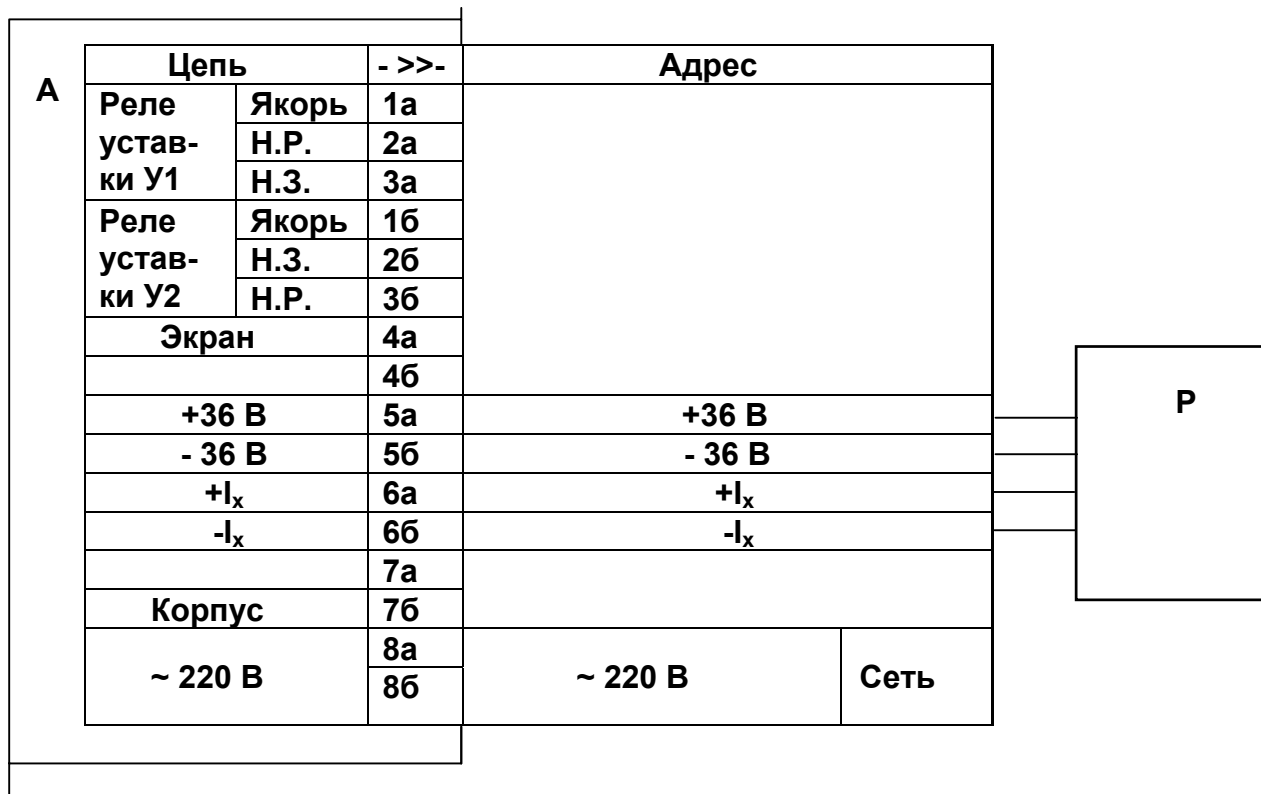 А
Цепь - >>- Адрес
Реле устав- ки У1
Якорь 1а
Н.Р. 2а
Н.З. 3а
Реле устав- ки У2
Якорь 1б
Н.З. 2б
Н.Р. 3б
Экран 4а
4б
+36 В 5а +36 В
- 36 В 5б - 36 В
+Iх 6а +Iх
-Iх 6б -Iх
7а
Корпус 7б
~ 220 В 8а 8б ~ 220 В Сеть
Р